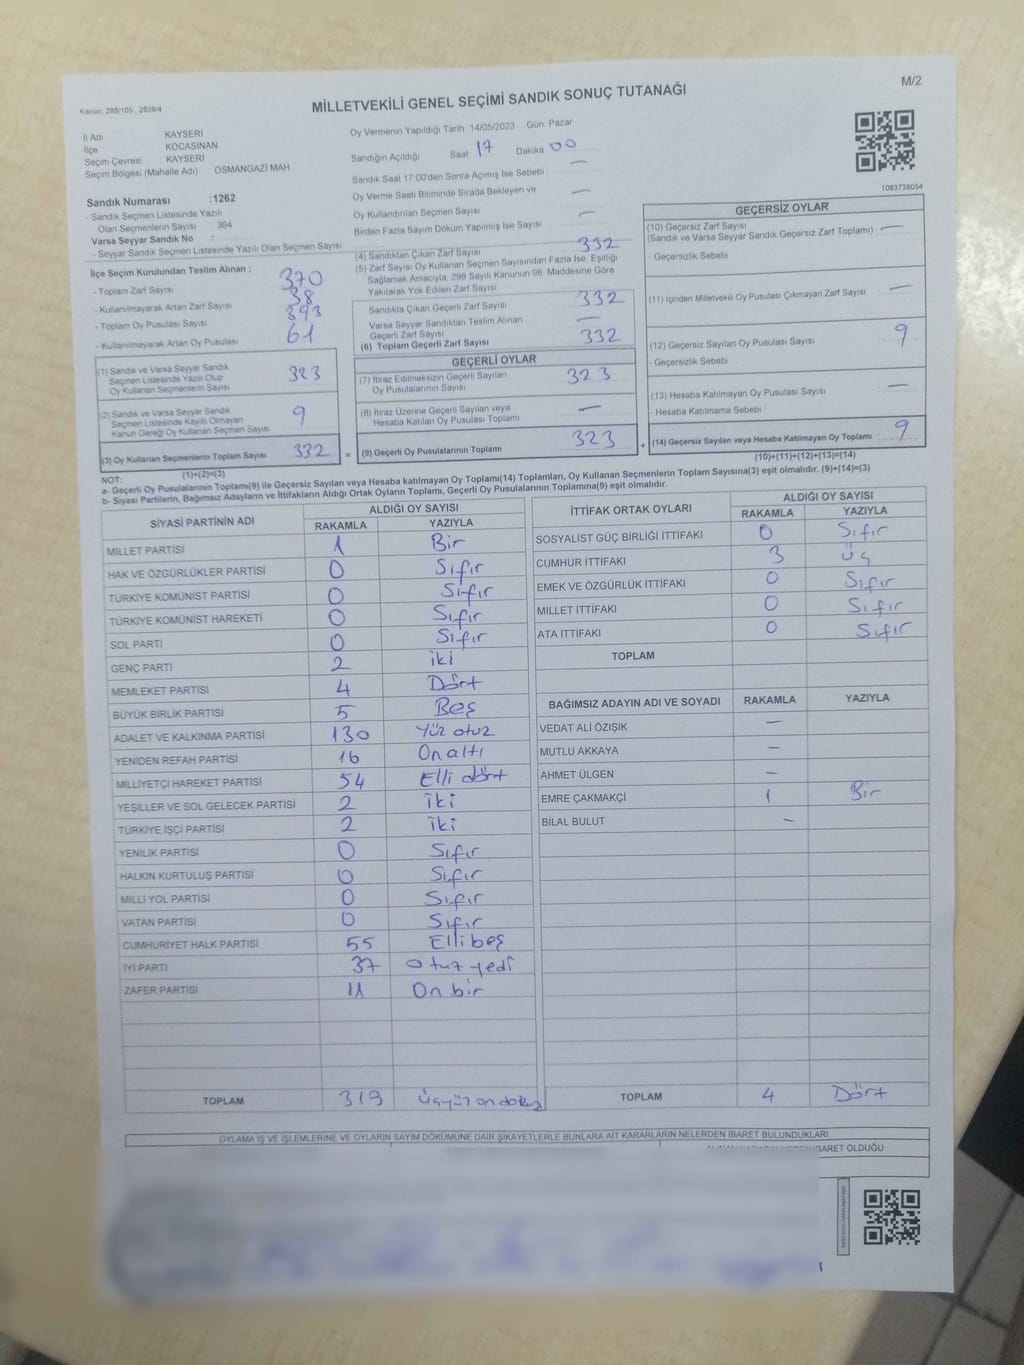 M/2
Kanun: 298/105 , 2839/4
MİLLETVEKİLİ GENEL SEÇİMİ SANDIK SONUÇ TUTANAĞI
İl Adı KAYSERİ
İlçe KOCASİNAN
Seçim Çevresi : KAYSERİ
Seçim Bölgesi (Mahalle Adı) OSMANGAZİ MAH
Oy Vermenin Yapıldığı Tarih :14/05/2023 Gün: Pazar
Sandığın Açıldığı Saat 17 Dakika 00
Sandık Saat 17:00'den Sonra Açımış İse Sebebi : —
Oy Verme Saati Bitiminde Sırada Bekleyen ve
Oy Kullandırılan Seçmen Sayısı —
Birden Fazla Sayım Döküm Yapılmış İse Sayısı —
1083736054
Sandık Numarası :1262
- Sandık Seçmen Listesinde Yazılı
Olan Seçmenlerin Sayısı : 364
Varsa Seyyar Sandık No :
- Seyyar Sandık Seçmen Listesinde Yazılı Olan Seçmen Sayısı
İlçe Seçim Kurulundan Teslim Alınan ;
- Toplam Zarf Sayısı 370
- Kullanılmayarak Artan Zarf Sayısı 38
- Toplam Oy Pusulası Sayısı 393
- Kullanılmayarak Artan Oy Pusulası 61
(1) Sandık ve Varsa Seyyar Sandık
Seçmen Listesinde Yazılı Olup
Oy Kullanan Seçmenlerin Sayısı 323
(2) Sandık ve Varsa Seyyar Sandık
Seçmen Listesinde Kayıtlı Olmayan
Kanun Gereği Oy Kullanan Seçmen Sayısı 9
(3) Oy Kullanan Seçmenlerin Toplam Sayısı 332 =
(1)+(2)=(3)
(4) Sandıktan Çıkan Zarf Sayısı 332
(5) Zarf Sayısı Oy Kullanan Seçmen Sayısından Fazla İse, Eşitliği
Sağlamak Amacıyla, 298 Sayılı Kanunun 98. Maddesine Göre
Yakılarak Yok Edilen Zarf Sayısı
Sandıkta Çıkan Geçerli Zarf Sayısı 332
Varsa Seyyar Sandıktan Teslim Alınan
Geçerli Zarf Sayısı —
(6) Toplam Geçerli Zarf Sayısı 332
GEÇERLİ OYLAR
(7) İtiraz Edilmeksizin Geçerli Sayılan
Oy Pusulalarının Sayısı 323
(8) İtiraz Üzerine Geçerli Sayılan veya
Hesaba Katılan Oy Pusulası Toplamı —
(9) Geçerli Oy Pusulalarının Toplamı 323 +
GEÇERSİZ OYLAR
(10) Geçersiz Zarf Sayısı —
(Sandık ve Varsa Seyyar Sandık Geçersiz Zarf Toplamı)
- Geçersizlik Sebebi
(11) İçinden Milletvekili Oy Pusulası Çıkmayan Zarf Sayısı —
(12) Geçersiz Sayılan Oy Pusulası Sayısı 9
- Geçersizlik Sebebi
(13) Hesaba Katılmayan Oy Pusulası Sayısı —
- Hesaba Katılmama Sebebi
(14) Geçersiz Sayılan veya Hesaba Katılmayan Oy Toplamı 9
(10)+(11)+(12)+(13)=(14)
NOT:
a- Geçerli Oy Pusulalarının Toplamı(9) ile Geçersiz Sayılan veya Hesaba katılmayan Oy Toplamı(14) Toplamları, Oy Kullanan Seçmenlerin Toplam Sayısına(3) eşit olmalıdır. (9)+(14)=(3)
b- Siyasi Partilerin, Bağımsız Adayların ve İttifakların Aldığı Ortak Oyların Toplamı, Geçerli Oy Pusulalarının Toplamına(9) eşit olmalıdır.
SİYASİ PARTİNİN ADI ALDIĞI OY SAYISI
RAKAMLA YAZIYLA
MİLLET PARTİSİ 1 Bir
HAK VE ÖZGÜRLÜKLER PARTİSİ 0 Sıfır
TÜRKİYE KOMÜNİST PARTİSİ 0 Sıfır
TÜRKİYE KOMÜNİST HAREKETİ 0 Sıfır
SOL PARTİ 0 Sıfır
GENÇ PARTİ 2 iki
MEMLEKET PARTİSİ 4 Dört
BÜYÜK BİRLİK PARTİSİ 5 Beş
ADALET VE KALKINMA PARTİSİ 130 Yüz otuz
YENİDEN REFAH PARTİSİ 16 On altı
MİLLİYETÇİ HAREKET PARTİSİ 54 Elli dört
YEŞİLLER VE SOL GELECEK PARTİSİ 2 iki
TÜRKİYE İŞÇİ PARTİSİ 2 iki
YENİLİK PARTİSİ 0 Sıfır
HALKIN KURTULUŞ PARTİSİ 0 Sıfır
MİLLİ YOL PARTİSİ 0 Sıfır
VATAN PARTİSİ 0 Sıfır
CUMHURİYET HALK PARTİSİ 55 Elli beş
İYİ PARTİ 37 otuz yedi
ZAFER PARTİSİ 11 On bir
TOPLAM 319 üçyüz on dokuz
İTTİFAK ORTAK OYLARI ALDIĞI OY SAYISI
RAKAMLA YAZIYLA
SOSYALİST GÜÇ BİRLİĞİ İTTİFAKI 0 Sıfır
CUMHUR İTTİFAKI 3 üç
EMEK VE ÖZGÜRLÜK İTTİFAKI 0 Sıfır
MİLLET İTTİFAKI 0 Sıfır
ATA İTTİFAKI 0 Sıfır
TOPLAM
BAĞIMSIZ ADAYIN ADI VE SOYADI RAKAMLA YAZIYLA
VEDAT ALİ ÖZIŞIK —
MUTLU AKKAYA —
AHMET ÜLGEN —
EMRE ÇAKMAKÇİ 1 Bir
BİLAL BULUT —
TOPLAM 4 Dört
OYLAMA İŞ VE İŞLEMLERİNE VE OYLARIN SAYIM DÖKÜMÜNE DAİR ŞİKAYETLERLE BUNLARA AİT KARARLARIN NELERDEN İBARET BULUNDUKLARI
İBARET OLDUĞU